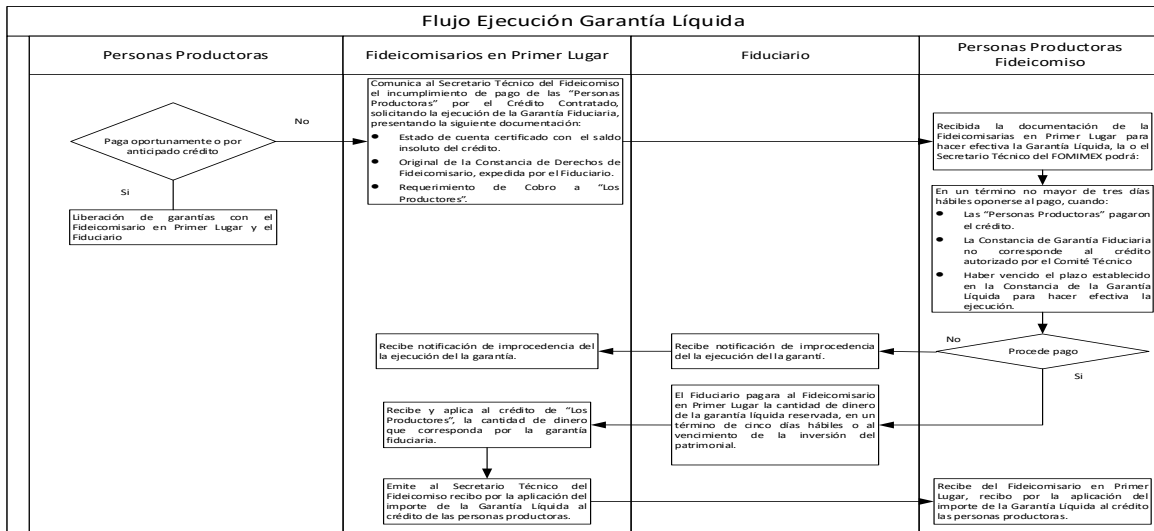 Flujo Ejecución Garantía Líquida
Personas Productoras
Fideicomisarios en Primer Lugar
Fiduciario
Personas Productoras
Fideicomiso
Paga oportunamente o por
anticipado crédito
No
Si
Liberación de garantías con el
Fideicomisario en Primer Lugar y el
Fiduciario
Comunica al Secretario Técnico del Fideicomiso
el incumplimiento de pago de las “Personas
Productoras” por el Crédito Contratado,
solicitando la ejecución de la Garantía Fiduciaria,
presentando la siguiente documentación:
● Estado de cuenta certificado con el saldo
insoluto del crédito.
● Original de la Constancia de Derechos de
Fideicomisario, expedida por el Fiduciario.
● Requerimiento de Cobro a “Los
Productores”.
Recibida la documentación de la
Fideicomisarias en Primer Lugar para
hacer efectiva la Garantía Líquida, la o el
Secretario Técnico del FOMIMEX podrá:
En un término no mayor de tres días
hábiles oponerse al pago, cuando:
● Las “Personas Productoras” pagaron
el crédito.
● La Constancia de Garantía Fiduciaria
no corresponde al crédito
autorizado por el Comité Técnico
● Haber vencido el plazo establecido
en la Constancia de la Garantía
Líquida para hacer efectiva la
ejecución.
Procede pago
No
Si
Recibe notificación de improcedencia
del la ejecución del la garantí.
Recibe notificación de improcedencia del
la ejecución del la garantía.
El Fiduciario pagara al Fideicomisario
en Primer Lugar la cantidad de dinero
de la garantía líquida reservada, en un
término de cinco días hábiles o al
vencimiento de la inversión del
patrimonial.
Recibe y aplica al crédito de “Los
Productores”, la cantidad de dinero
que corresponda por la garantía
fiduciaria.
Emite al Secretario Técnico del
Fideicomiso recibo por la aplicación del
importe de la Garantía Líquida al
crédito de las personas productoras.
Recibe del Fideicomisario en Primer
Lugar, recibo por la aplicación del
importe de la Garantía Líquida al crédito
las personas productoras.